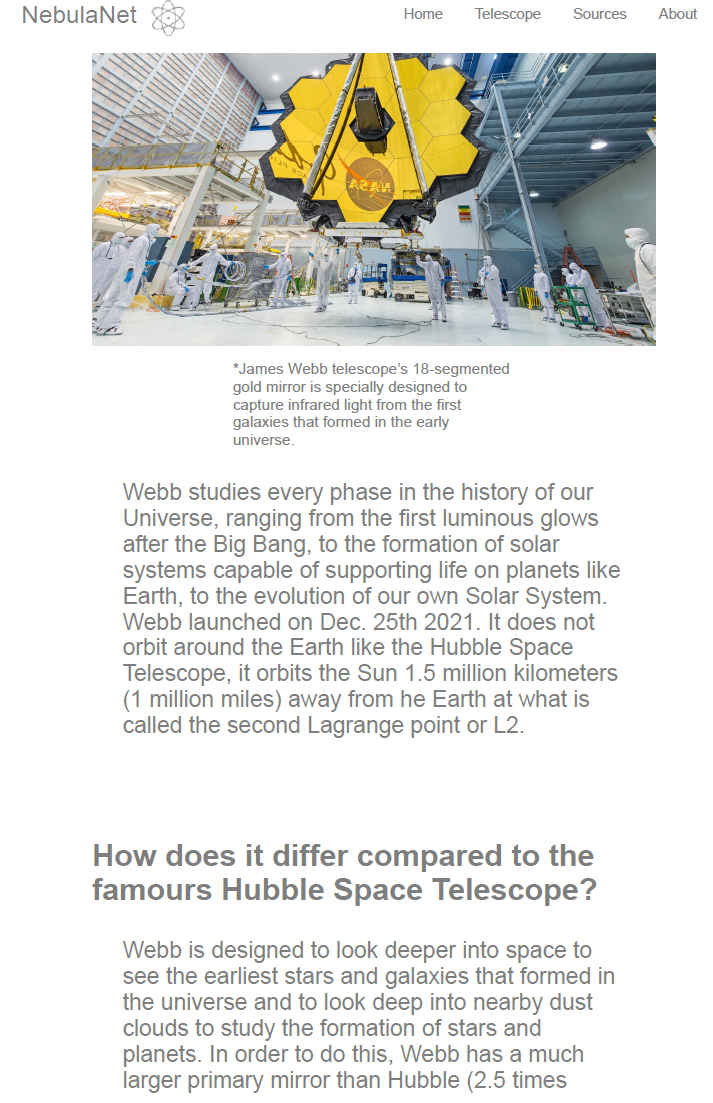 NebulaNet
Home Telescope Sources About
NASA
*James Webb telescope's 18-segmented
gold mirror is specially designed to
capture infrared light from the first
galaxies that formed in the early
universe.
Webb studies every phase in the history of our
Universe, ranging from the first luminous glows
after the Big Bang, to the formation of solar
systems capable of supporting life on planets like
Earth, to the evolution of our own Solar System.
Webb launched on Dec. 25th 2021. It does not
orbit around the Earth like the Hubble Space
Telescope, it orbits the Sun 1.5 million kilometers
(1 million miles) away from he Earth at what is
called the second Lagrange point or L2.
How does it differ compared to the
famours Hubble Space Telescope?
Webb is designed to look deeper into space to
see the earliest stars and galaxies that formed in
the universe and to look deep into nearby dust
clouds to study the formation of stars and
planets. In order to do this, Webb has a much
larger primary mirror than Hubble (2.5 times